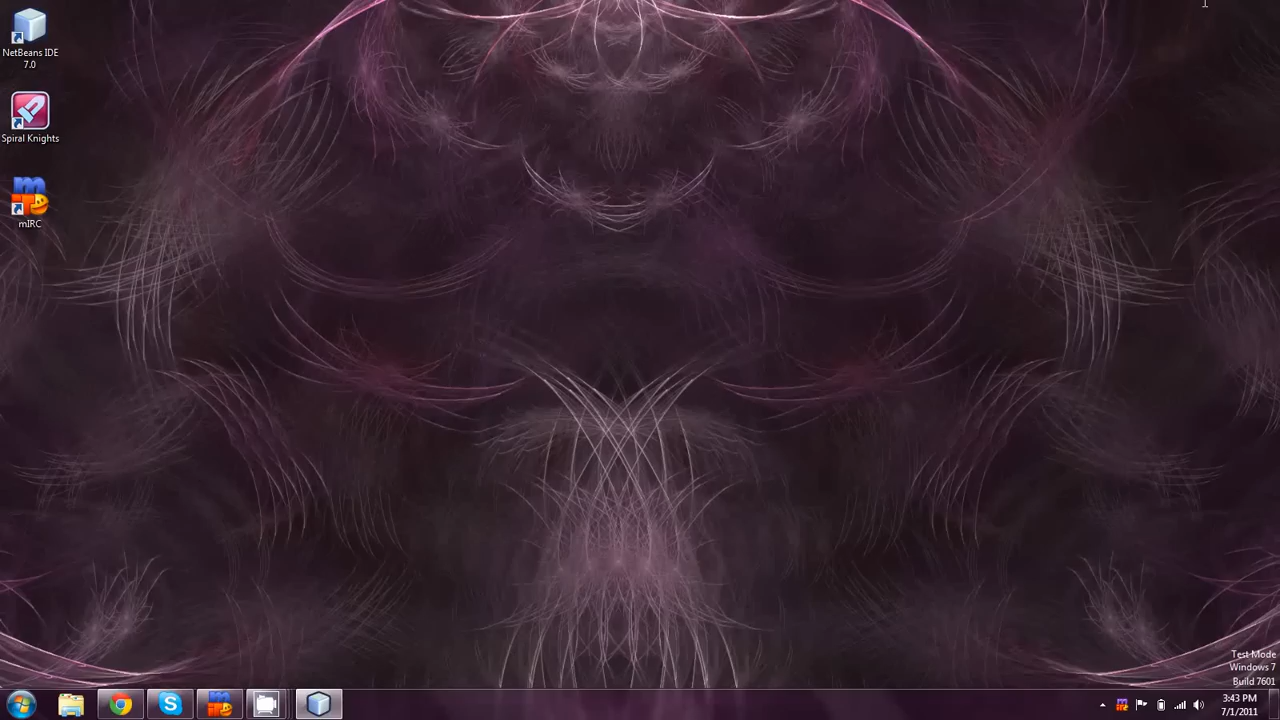 NetBeans IDE
7.0
Spiral Knights
mIRC
Test Mode
Windows 7
Build 7601
3:43 PM
7/1/2011